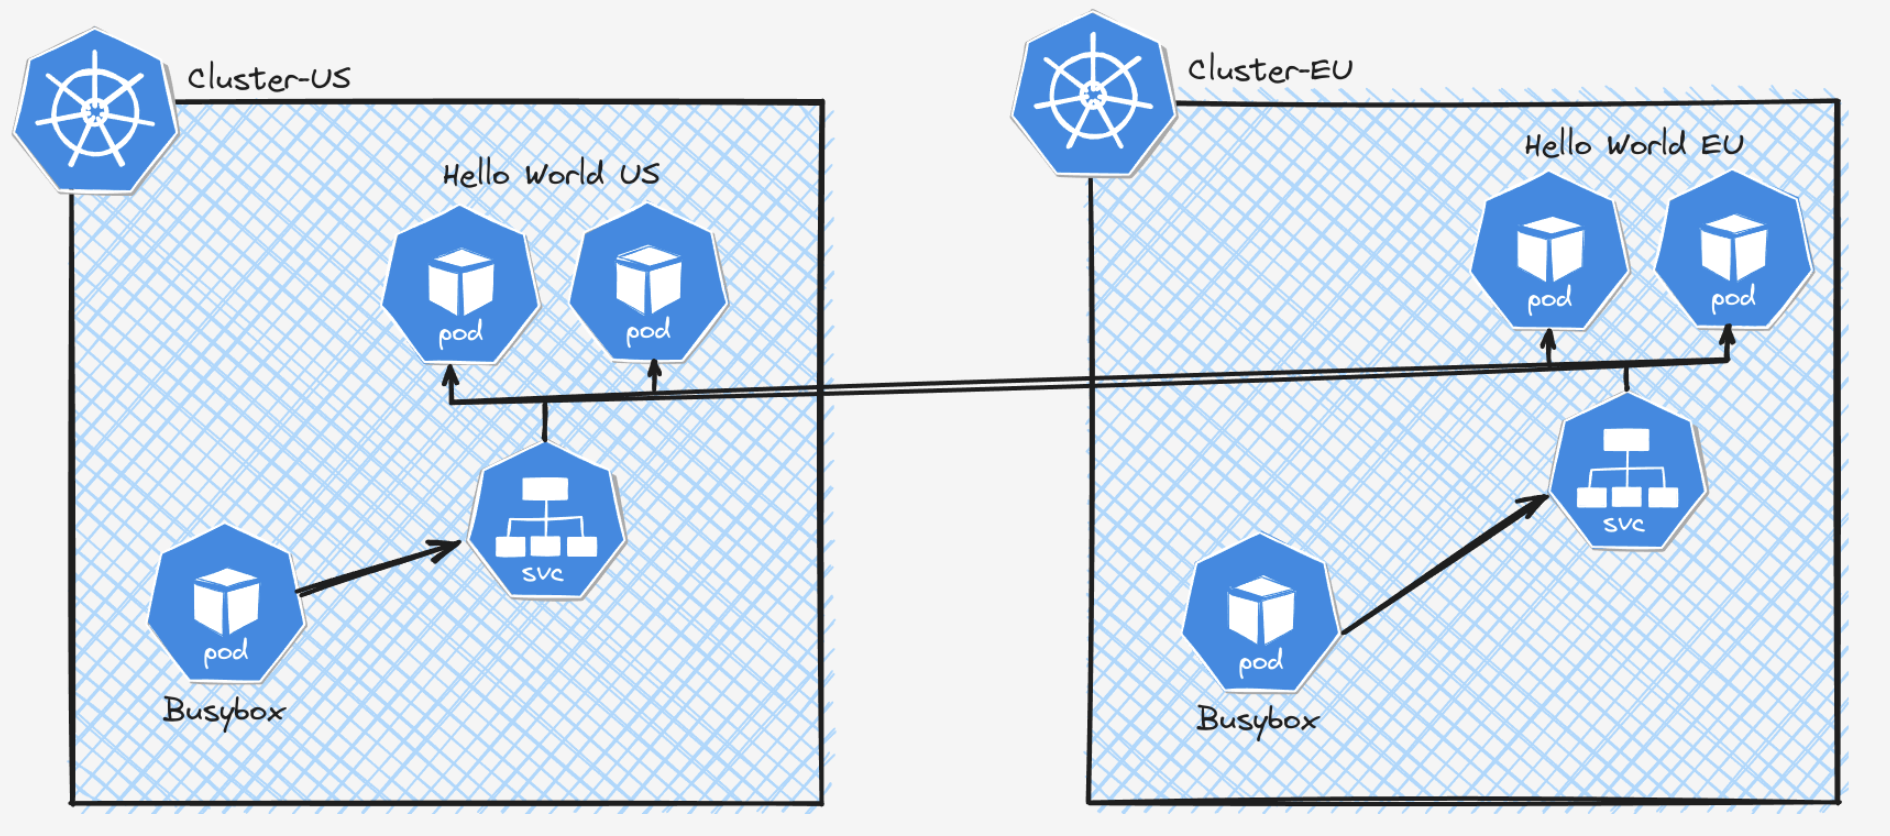 Cluster-US
Hello World US
pod
pod
svc
pod
Busybox
Cluster-EU
Hello World EU
pod
pod
svc
pod
Busybox